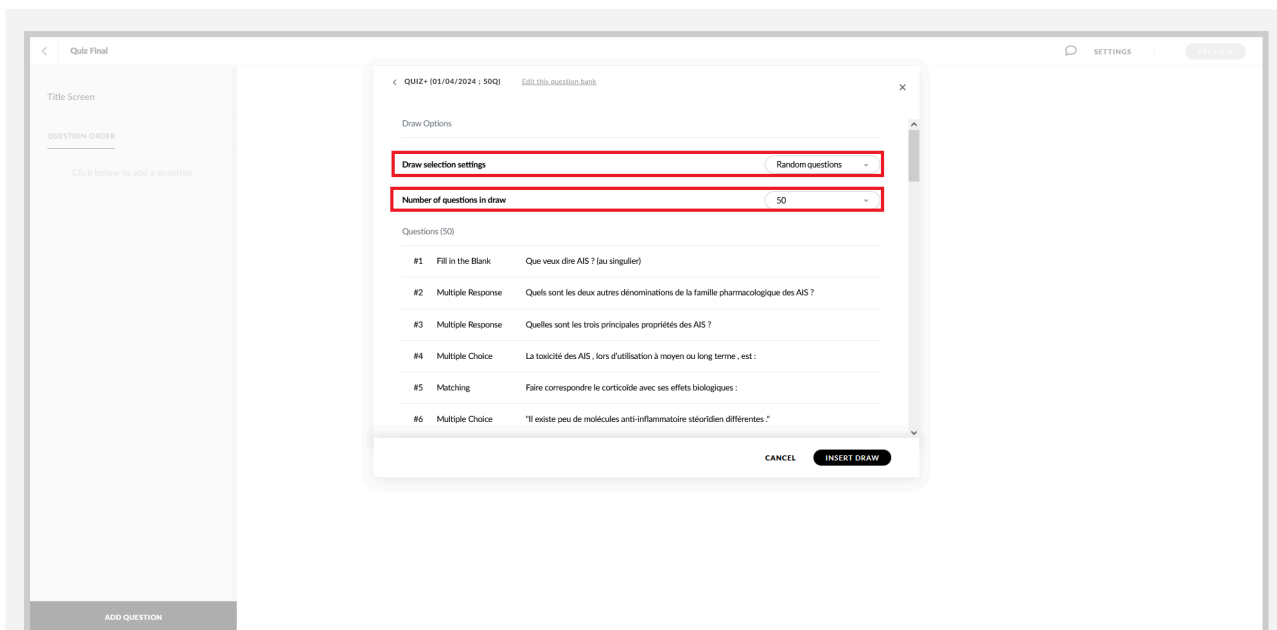 Quiz Final
SETTINGS
PREVIEW
Title Screen
QUESTION ORDER
Click below to add a question.
QUIZ+ (01/04/2024 ; 50Q) Edit this question bank
Draw Options
Draw selection settings Random questions
Number of questions in draw 50
Questions (50)
#1 Fill in the Blank Que veux dire AIS ? (au singulier)
#2 Multiple Response Quels sont les deux autres dénominations de la famille pharmacologique des AIS ?
#3 Multiple Response Quelles sont les trois principales propriétés des AIS ?
#4 Multiple Choice La toxicité des AIS , lors d'utilisation à moyen ou long terme , est :
#5 Matching Faire correspondre le corticoïde avec ses effets biologiques :
#6 Multiple Choice "Il existe peu de molécules anti-inflammatoire stéoridien différentes ."
CANCEL INSERT DRAW
ADD QUESTION